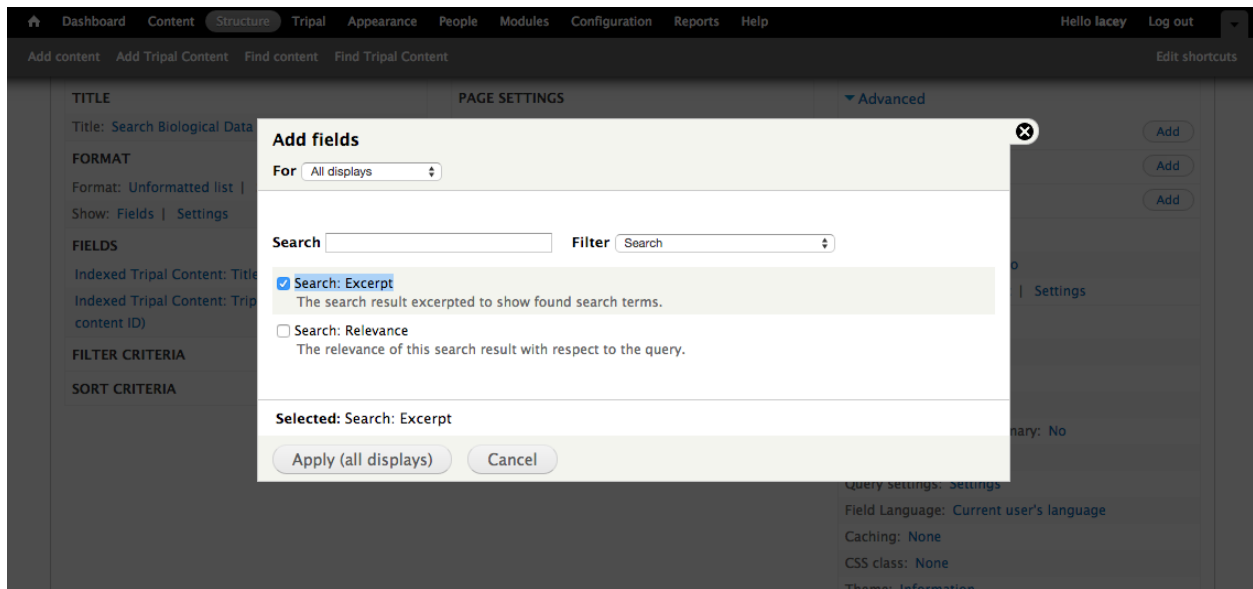 Dashboard Content Structure Tripal Appearance People Modules Configuration Reports Help Hello lacey Log out
Add content Add Tripal Content Find content Find Tripal Content Edit shortcuts
TITLE
Title: Search Biological Data
FORMAT
Format: Unformatted list |
Show: Fields | Settings
FIELDS
Indexed Tripal Content: Title
Indexed Tripal Content: Trip
content ID)
FILTER CRITERIA
SORT CRITERIA
PAGE SETTINGS
Add fields
For All displays
Search
Filter Search
Search: Excerpt
The search result excerpted to show found search terms.
Search: Relevance
The relevance of this search result with respect to the query.
Selected: Search: Excerpt
Apply (all displays) Cancel
Advanced
Add
Add
Add
o
| Settings
mary: No
Query settings: Settings
Field Language: Current user's language
Caching: None
CSS class: None
Theme: Information